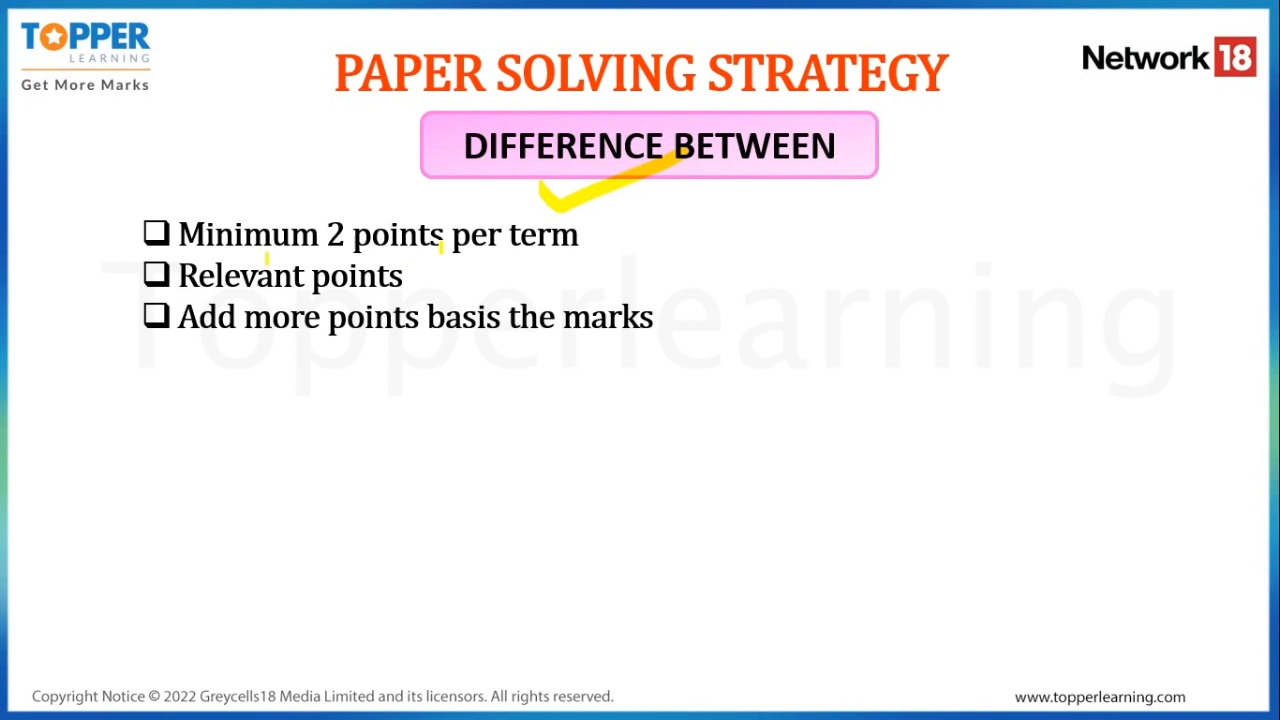 TOPPER
LEARNING
Get More Marks
PAPER SOLVING STRATEGY
Network 18
DIFFERENCE BETWEEN
Minimum 2 points per term
Relevant points
Add more points basis the marks
Topperlearning
Copyright Notice © 2022 Greycells18 Media Limited and its licensors. All rights reserved.
www.topperlearning.com